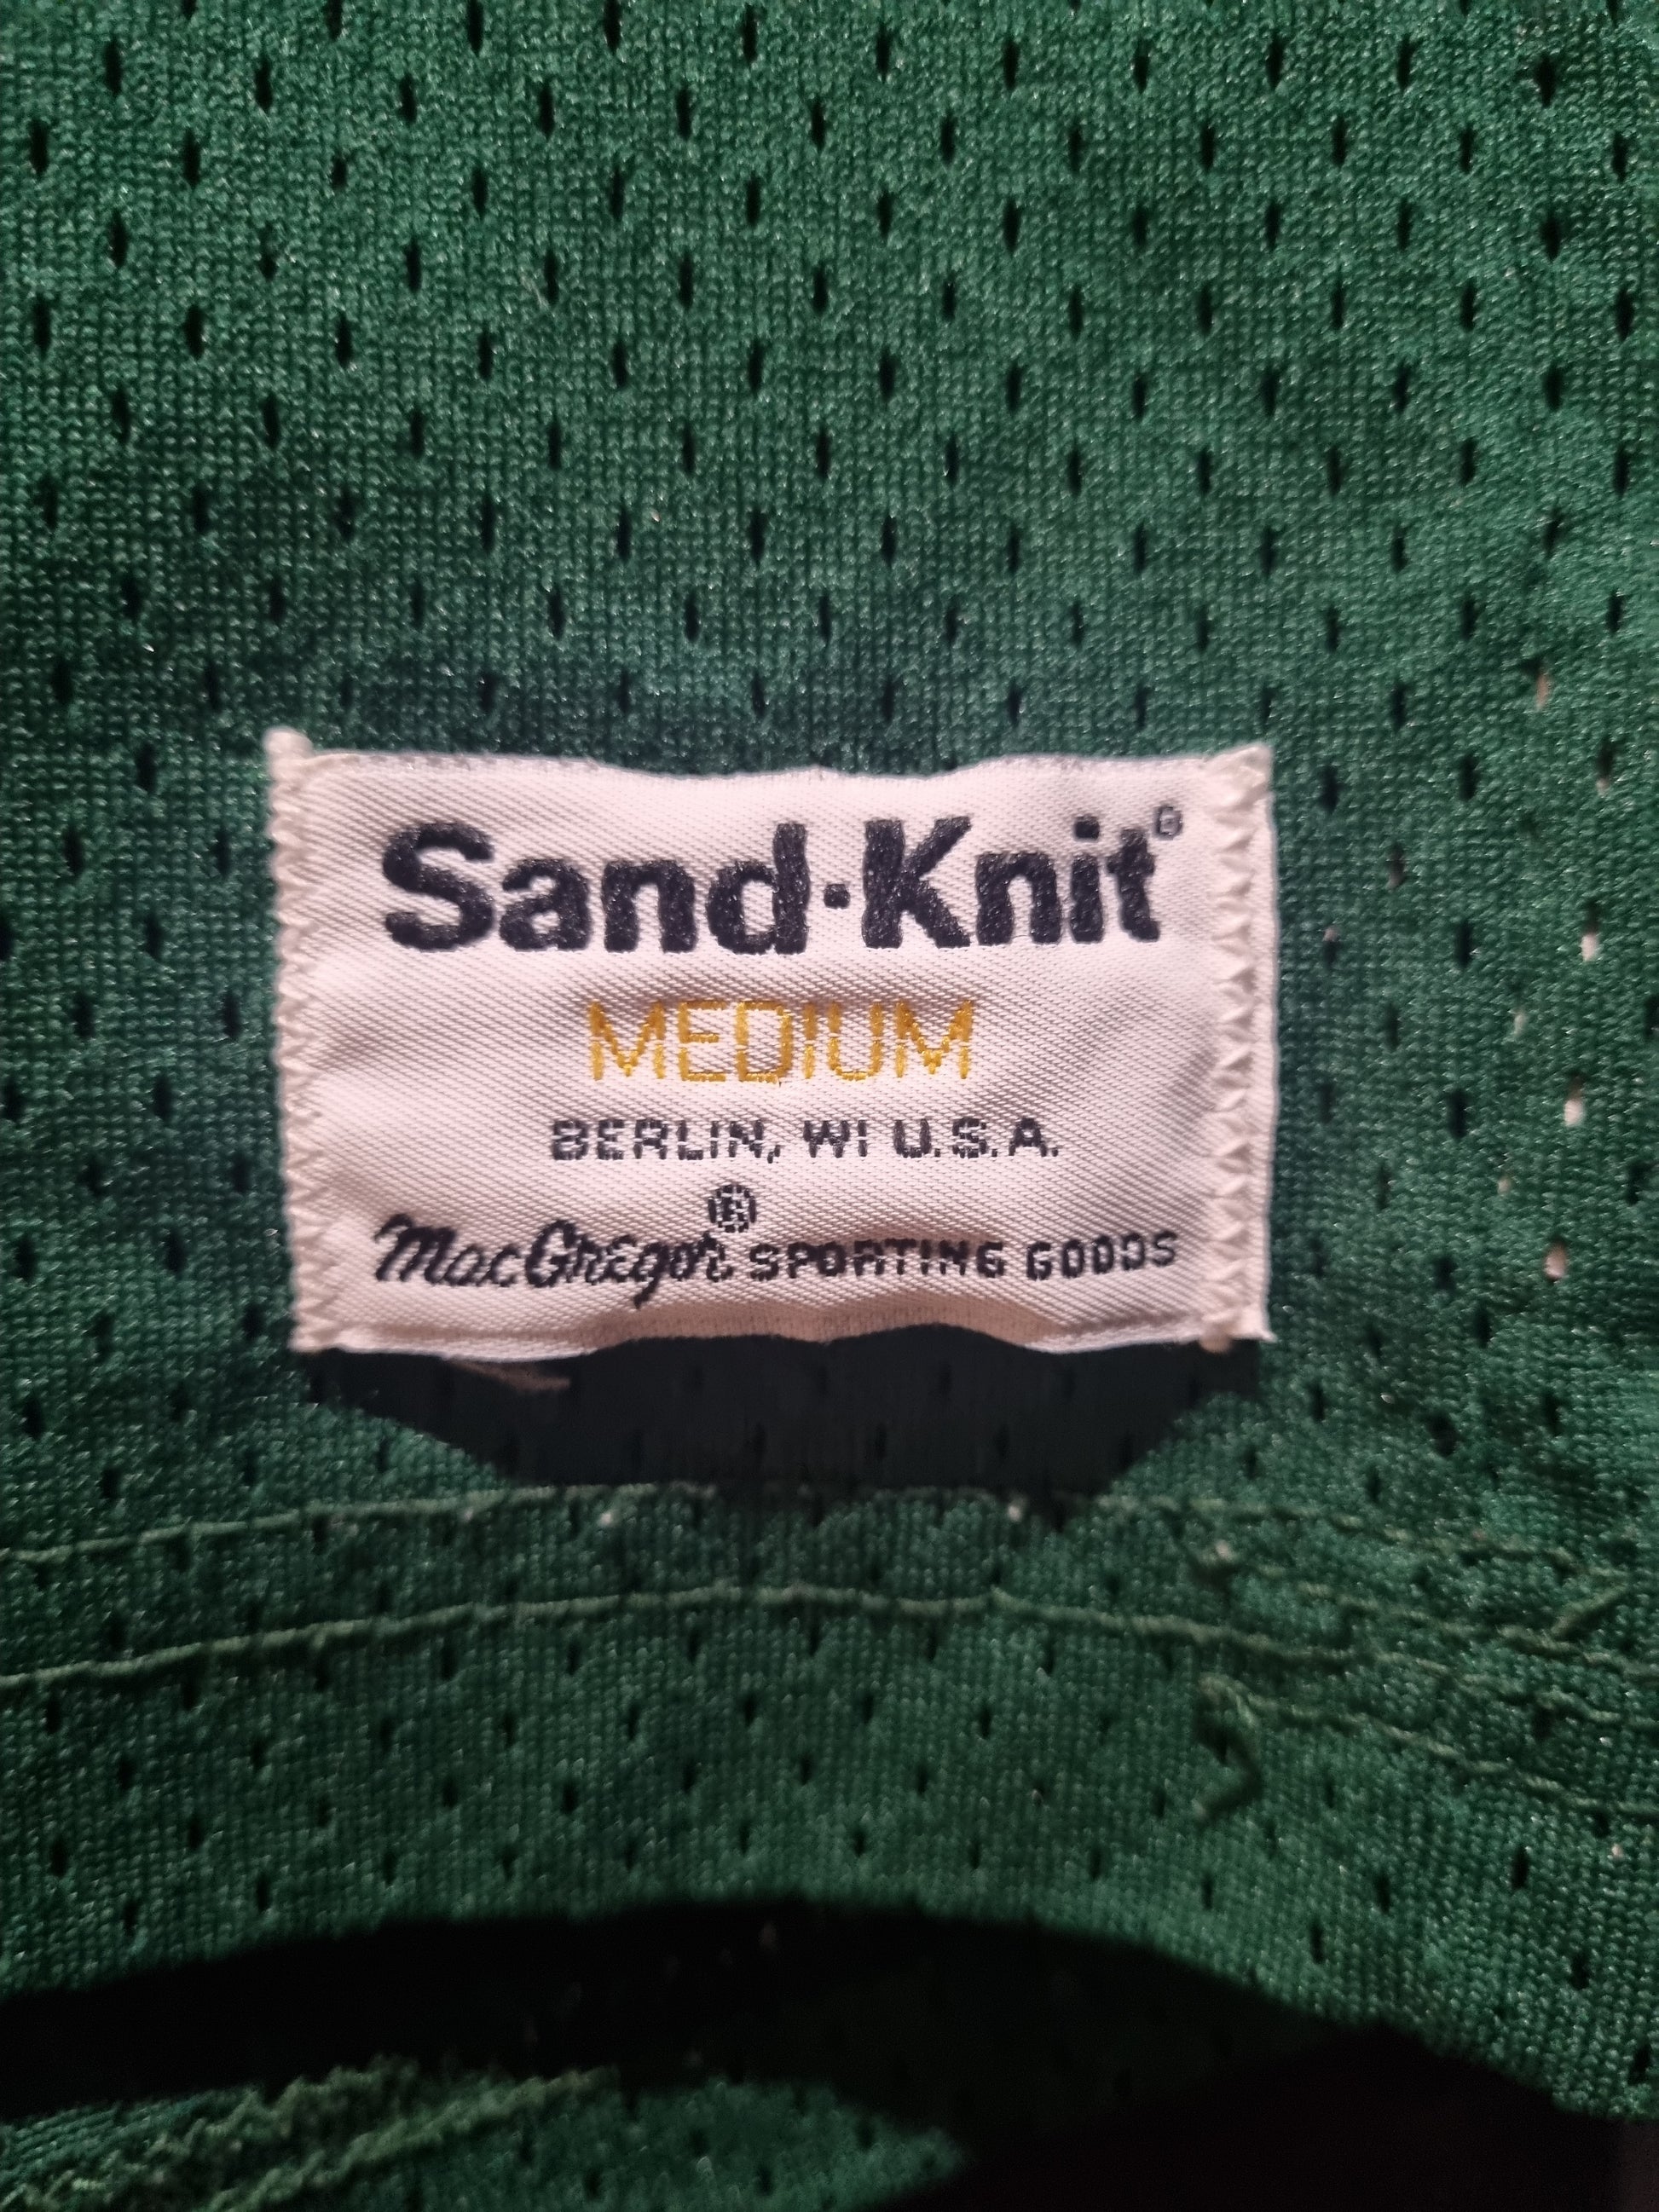 Sand·Knit®
MEDIUM
BERLIN, WI U.S.A.
MacGregor® SPORTING GOODS